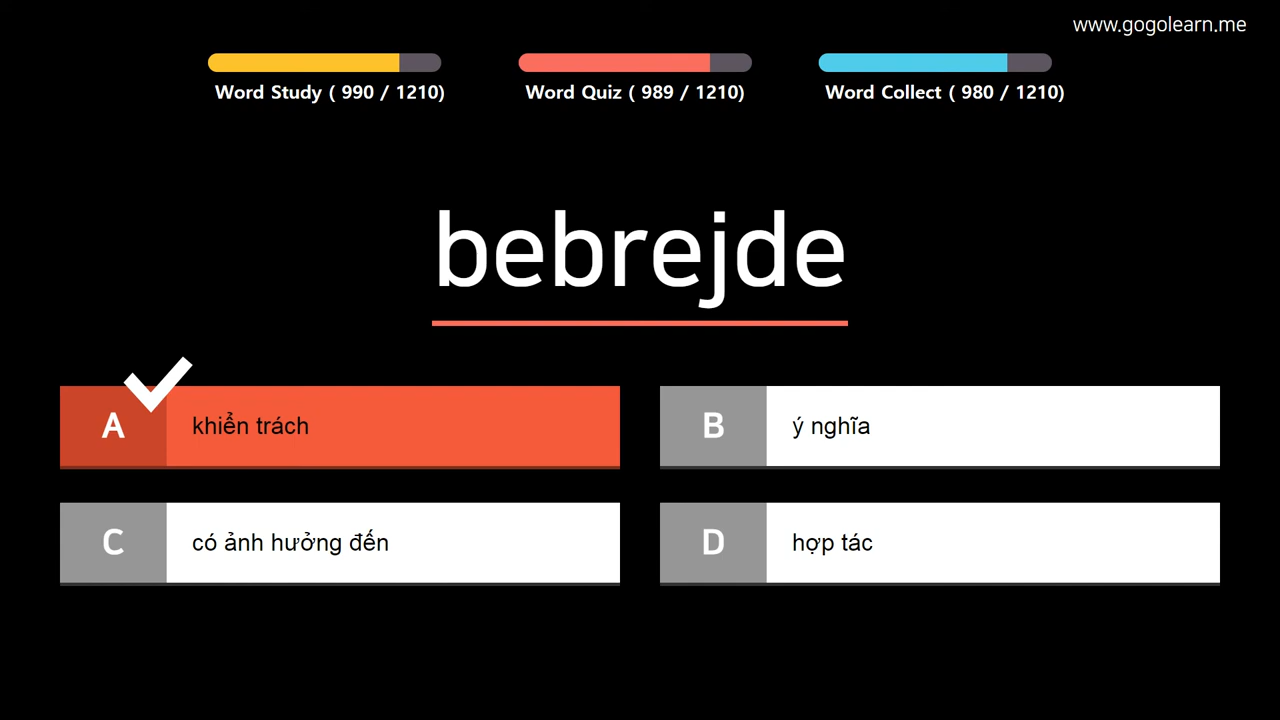 www.gogolearn.me
Word Study ( 990 / 1210)
Word Quiz ( 989 / 1210)
Word Collect ( 980 / 1210)
bebrejde
A khiển trách
B ý nghĩa
C có ảnh hưởng đến
D hợp tác